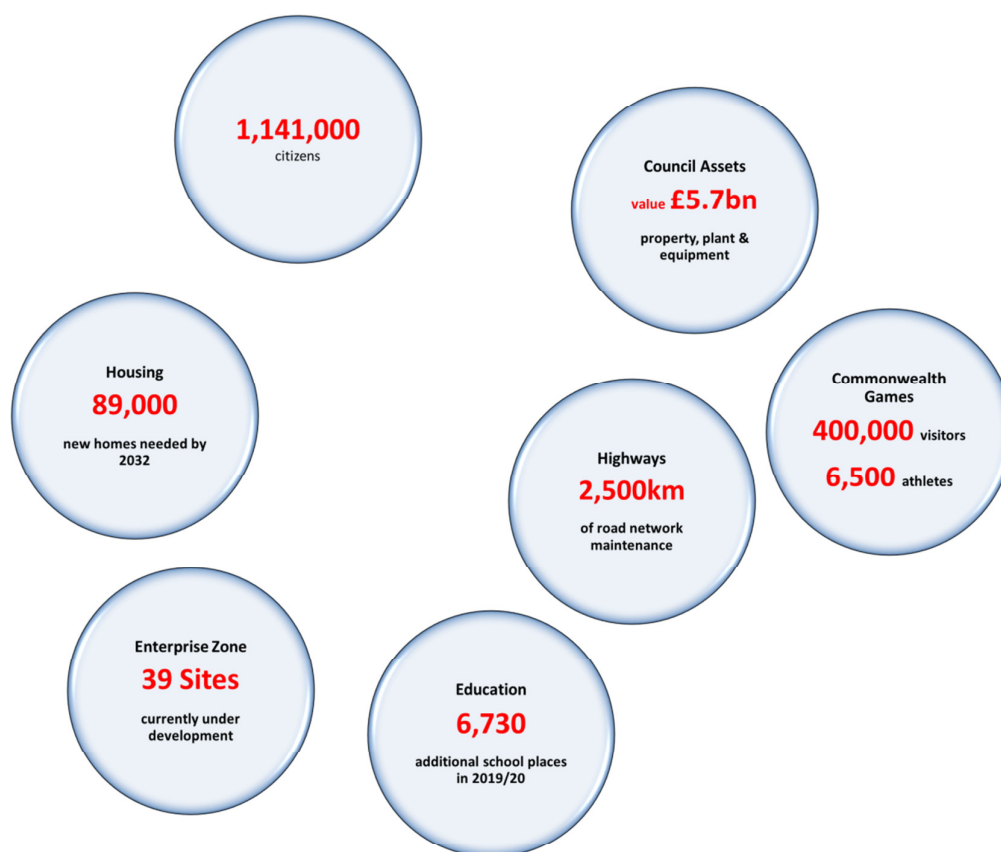 1,141,000
citizens
Council Assets
value £5.7bn
property, plant &
equipment
Housing
89,000
new homes needed by
2032
Highways
2,500km
of road network
maintenance
Commonwealth
Games
400,000 visitors
6,500 athletes
Enterprise Zone
39 Sites
currently under
development
Education
6,730
additional school places
in 2019/20